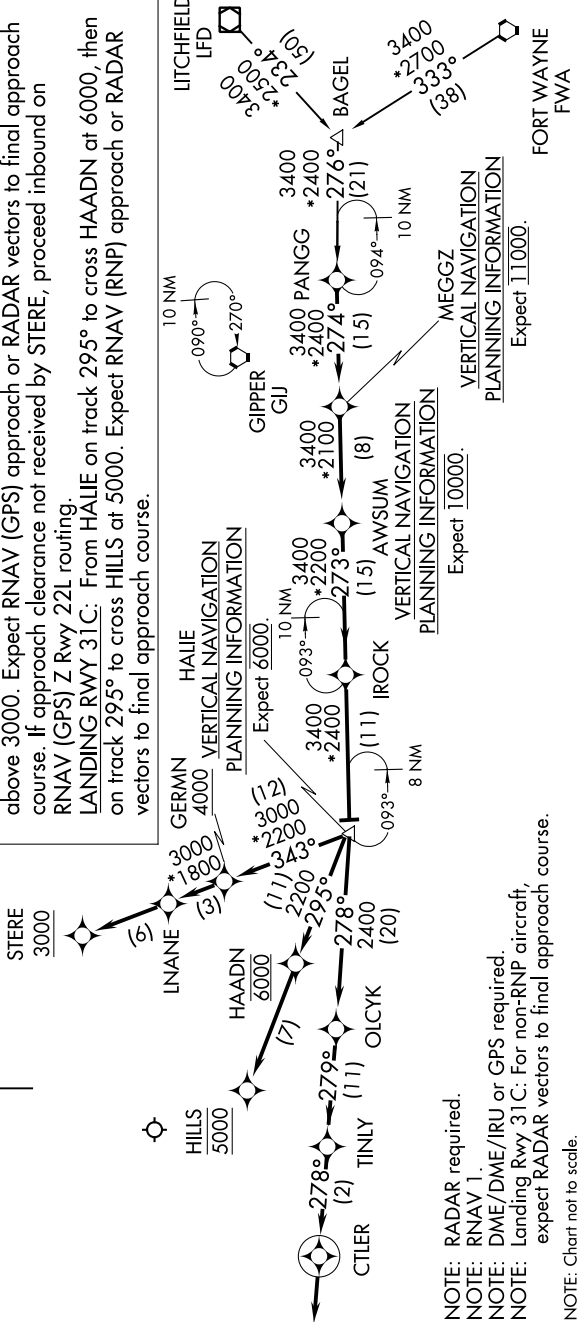 above 3000. Expect RNAV (GPS) approach or RADAR vectors to final approach
course. If approach clearance not received by STERE, proceed inbound on
RNAV (GPS) Z Rwy 22L routing.
LANDING RWY 31C: From HALIE on track 295° to cross HAADN at 6000, then
on track 295° to cross HILLS at 5000. Expect RNAV (RNP) approach or RADAR
vectors to final approach course.
LITCHFIELD
LFD
3400
*2500
234°
(50)
3400
*2700
333°
(38)
FORT WAYNE
FWA
BAGEL
3400
*2400
276°
(21)
PANGG
094°
10 NM
10 NM
090°
270°
GIPPER
GIJ
3400
*2400
274°
(15)
MEGGZ
VERTICAL NAVIGATION
PLANNING INFORMATION
Expect 11000.
3400
*2100
(8)
AWSUM
VERTICAL NAVIGATION
PLANNING INFORMATION
Expect 10000.
3400
*2200
273°
(15)
10 NM
093°
IROCK
3400
*2400
(11)
HALIE
VERTICAL NAVIGATION
PLANNING INFORMATION
Expect 6000.
093°
8 NM
GERMN
4000
(12)
3000
*2200
343°
3000
*1800
(3)
LNANE
(6)
STERE
3000
(11)
2200
295°
HAADN
6000
(7)
HILLS
5000
278°
2400
(20)
OLCYK
279°
(11)
TINLY
278°
(2)
CTLER
NOTE: RADAR required.
NOTE: RNAV 1.
NOTE: DME/DME/IRU or GPS required.
NOTE: Landing Rwy 31C: For non-RNP aircraft,
expect RADAR vectors to final approach course.
NOTE: Chart not to scale.